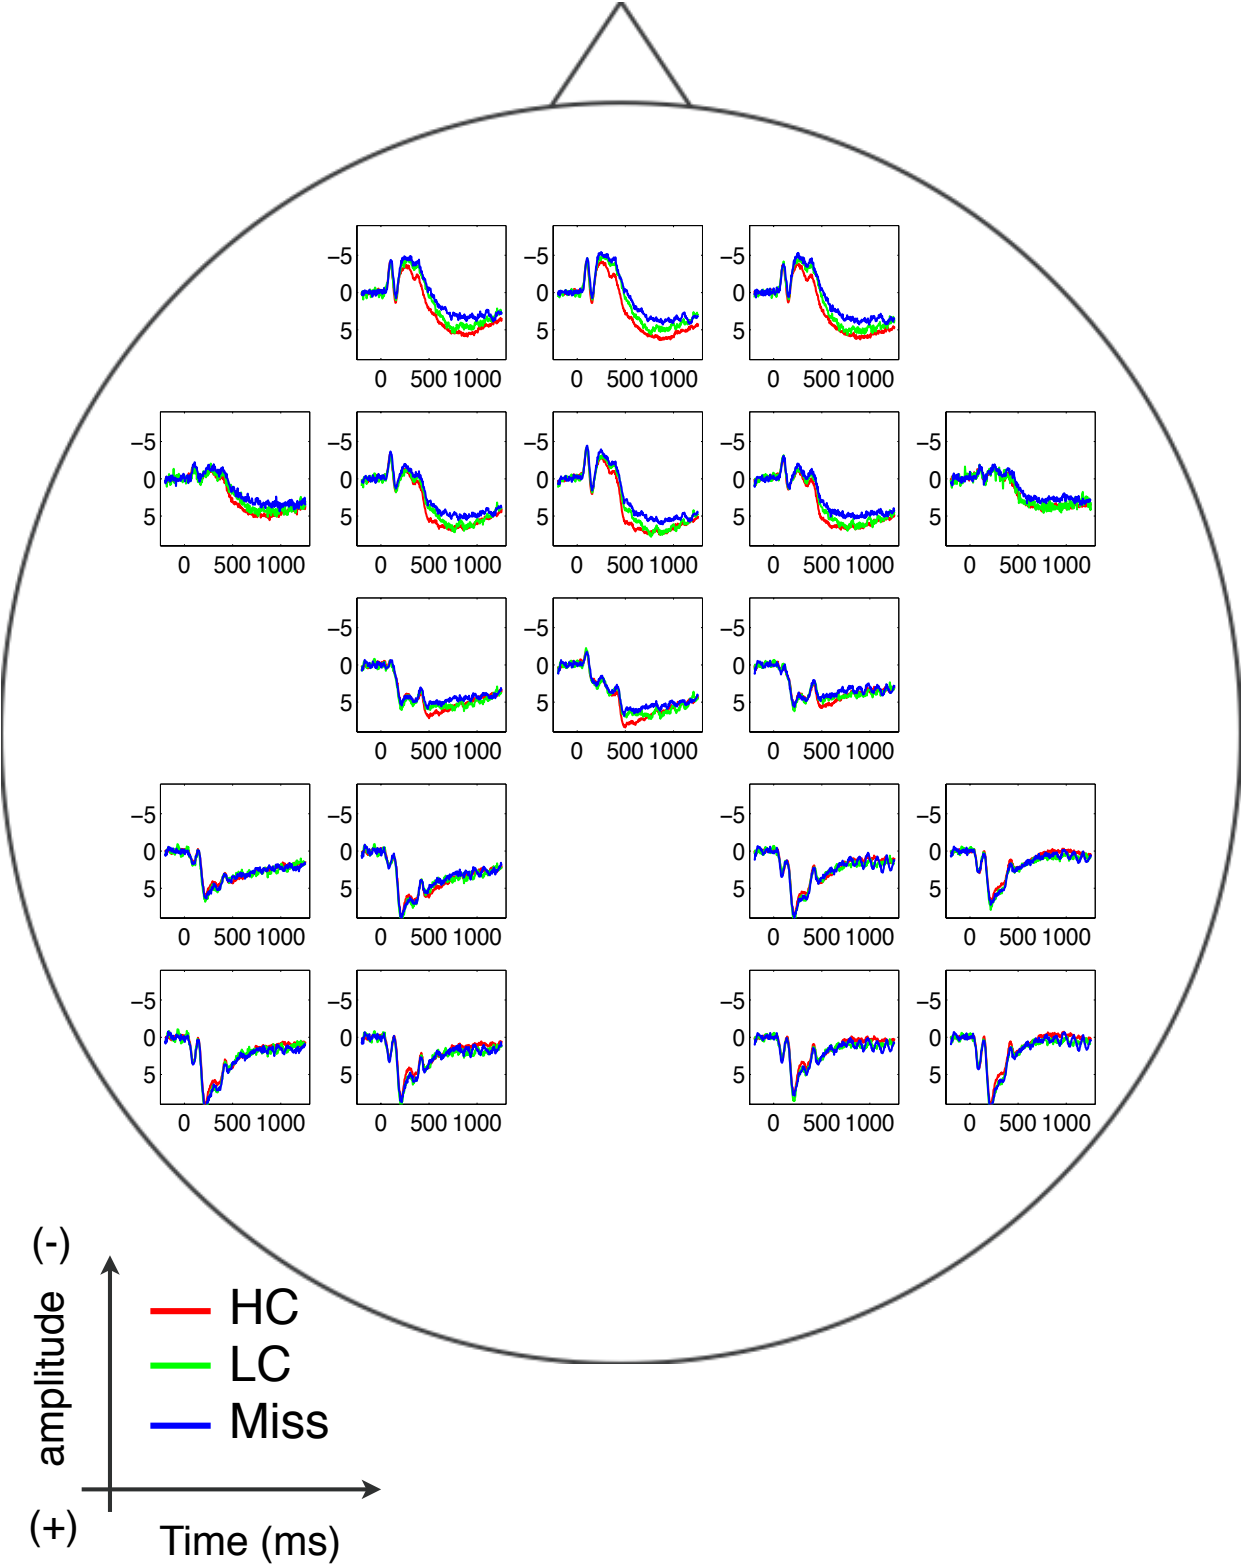 −5 −5 −5
0 0 0
5 5 5
0 500 1000 0 500 1000 0 500 1000
−5 −5 −5 −5 −5
0 0 0 0 0
5 5 5 5 5
0 500 1000 0 500 1000 0 500 1000 0 500 1000 0 500 1000
−5 −5 −5
0 0 0
5 5 5
0 500 1000 0 500 1000 0 500 1000
−5 −5 −5 −5
0 0 0 0
5 5 5 5
0 500 1000 0 500 1000 0 500 1000 0 500 1000
−5 −5 −5 −5
0 0 0 0
5 5 5 5
0 500 1000 0 500 1000 0 500 1000 0 500 1000
(-)
amplitude
(+)
HC
LC
Miss
Time (ms)